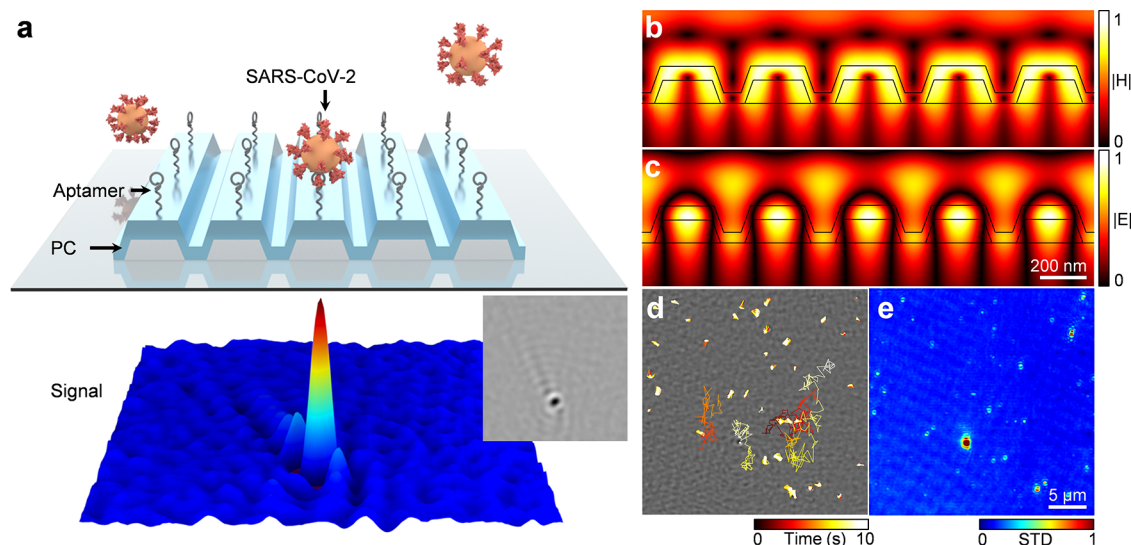 a
SARS-CoV-2
Aptamer
PC
Signal
b
1
|H|
0
c
1
|E|
0
200 nm
d
0 Time (s) 10
e
5 μm
0 STD 1